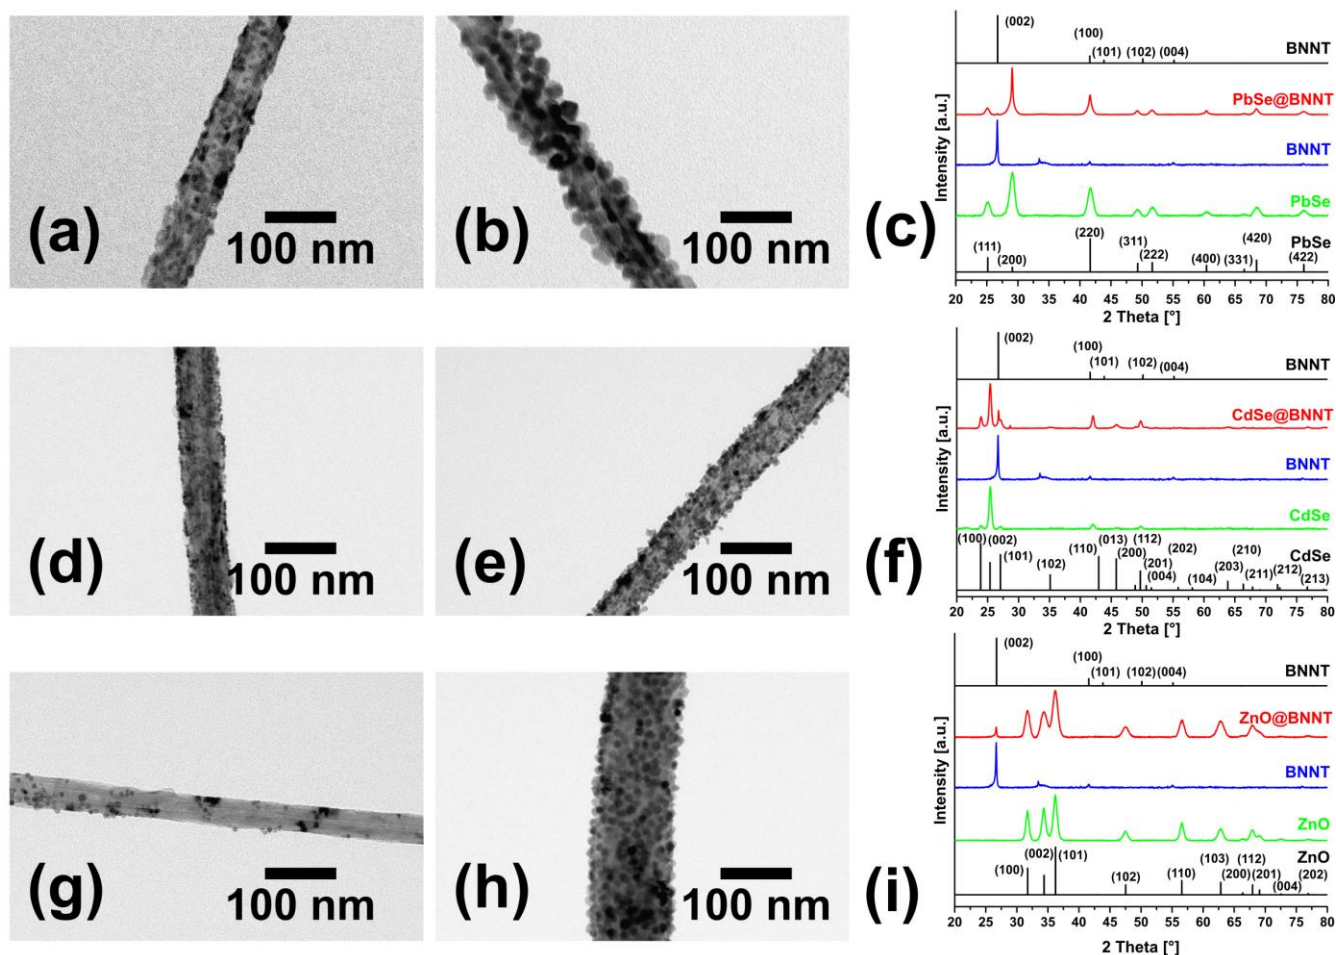 (a)
100 nm
(b)
100 nm
(c)
Intensity [a.u.]
(002)
(100)
(101) (102) (004)
BNNT
PbSe@BNNT
BNNT
PbSe
(220)
(420)
PbSe
(111)
(311)
(200)
(222)
(400) (331)
(422)
20 25 30 35 40 45 50 55 60 65 70 75 80
2 Theta [°]
(d)
100 nm
(e)
100 nm
(f)
Intensity [a.u.]
(002)
(100)
(101)
(102)
(004)
BNNT
CdSe@BNNT
BNNT
CdSe
(100)
(002)
(013)
(112)
(110)
(200)
(202)
(210)
CdSe
(101)
(201)
(203)
(212)
(102)
(004)
(104)
(211)
(213)
20 25 30 35 40 45 50 55 60 65 70 75 80
2 Theta [°]
(g)
100 nm
(h)
100 nm
(i)
Intensity [a.u.]
(002)
(100)
(101)
(102) (004)
BNNT
ZnO@BNNT
BNNT
ZnO
(002)
(101)
(103) (112)
ZnO
(100)
(102)
(110)
(200) (201)
(202)
(004)
20 25 30 35 40 45 50 55 60 65 70 75 80
2 Theta [°]